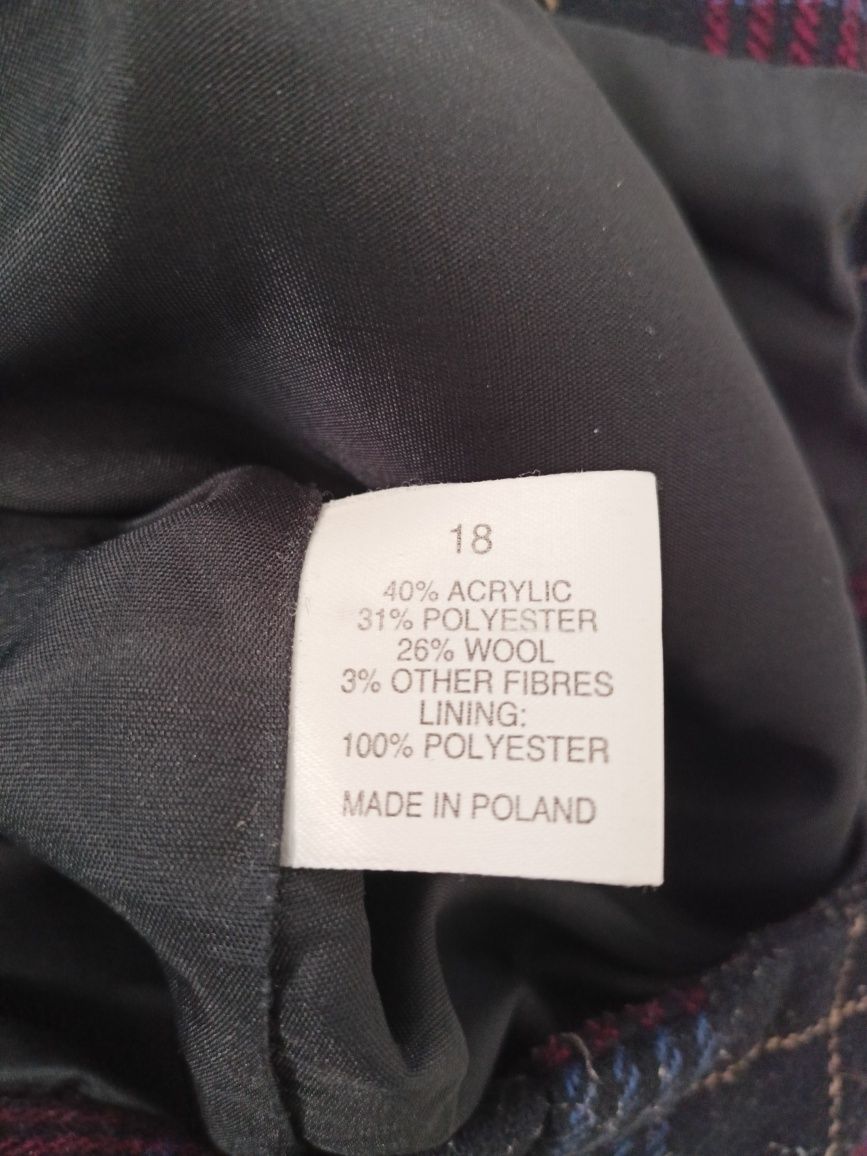 18
40% ACRYLIC
31% POLYESTER
26% WOOL
3% OTHER FIBRES
LINING:
100% POLYESTER
MADE IN POLAND